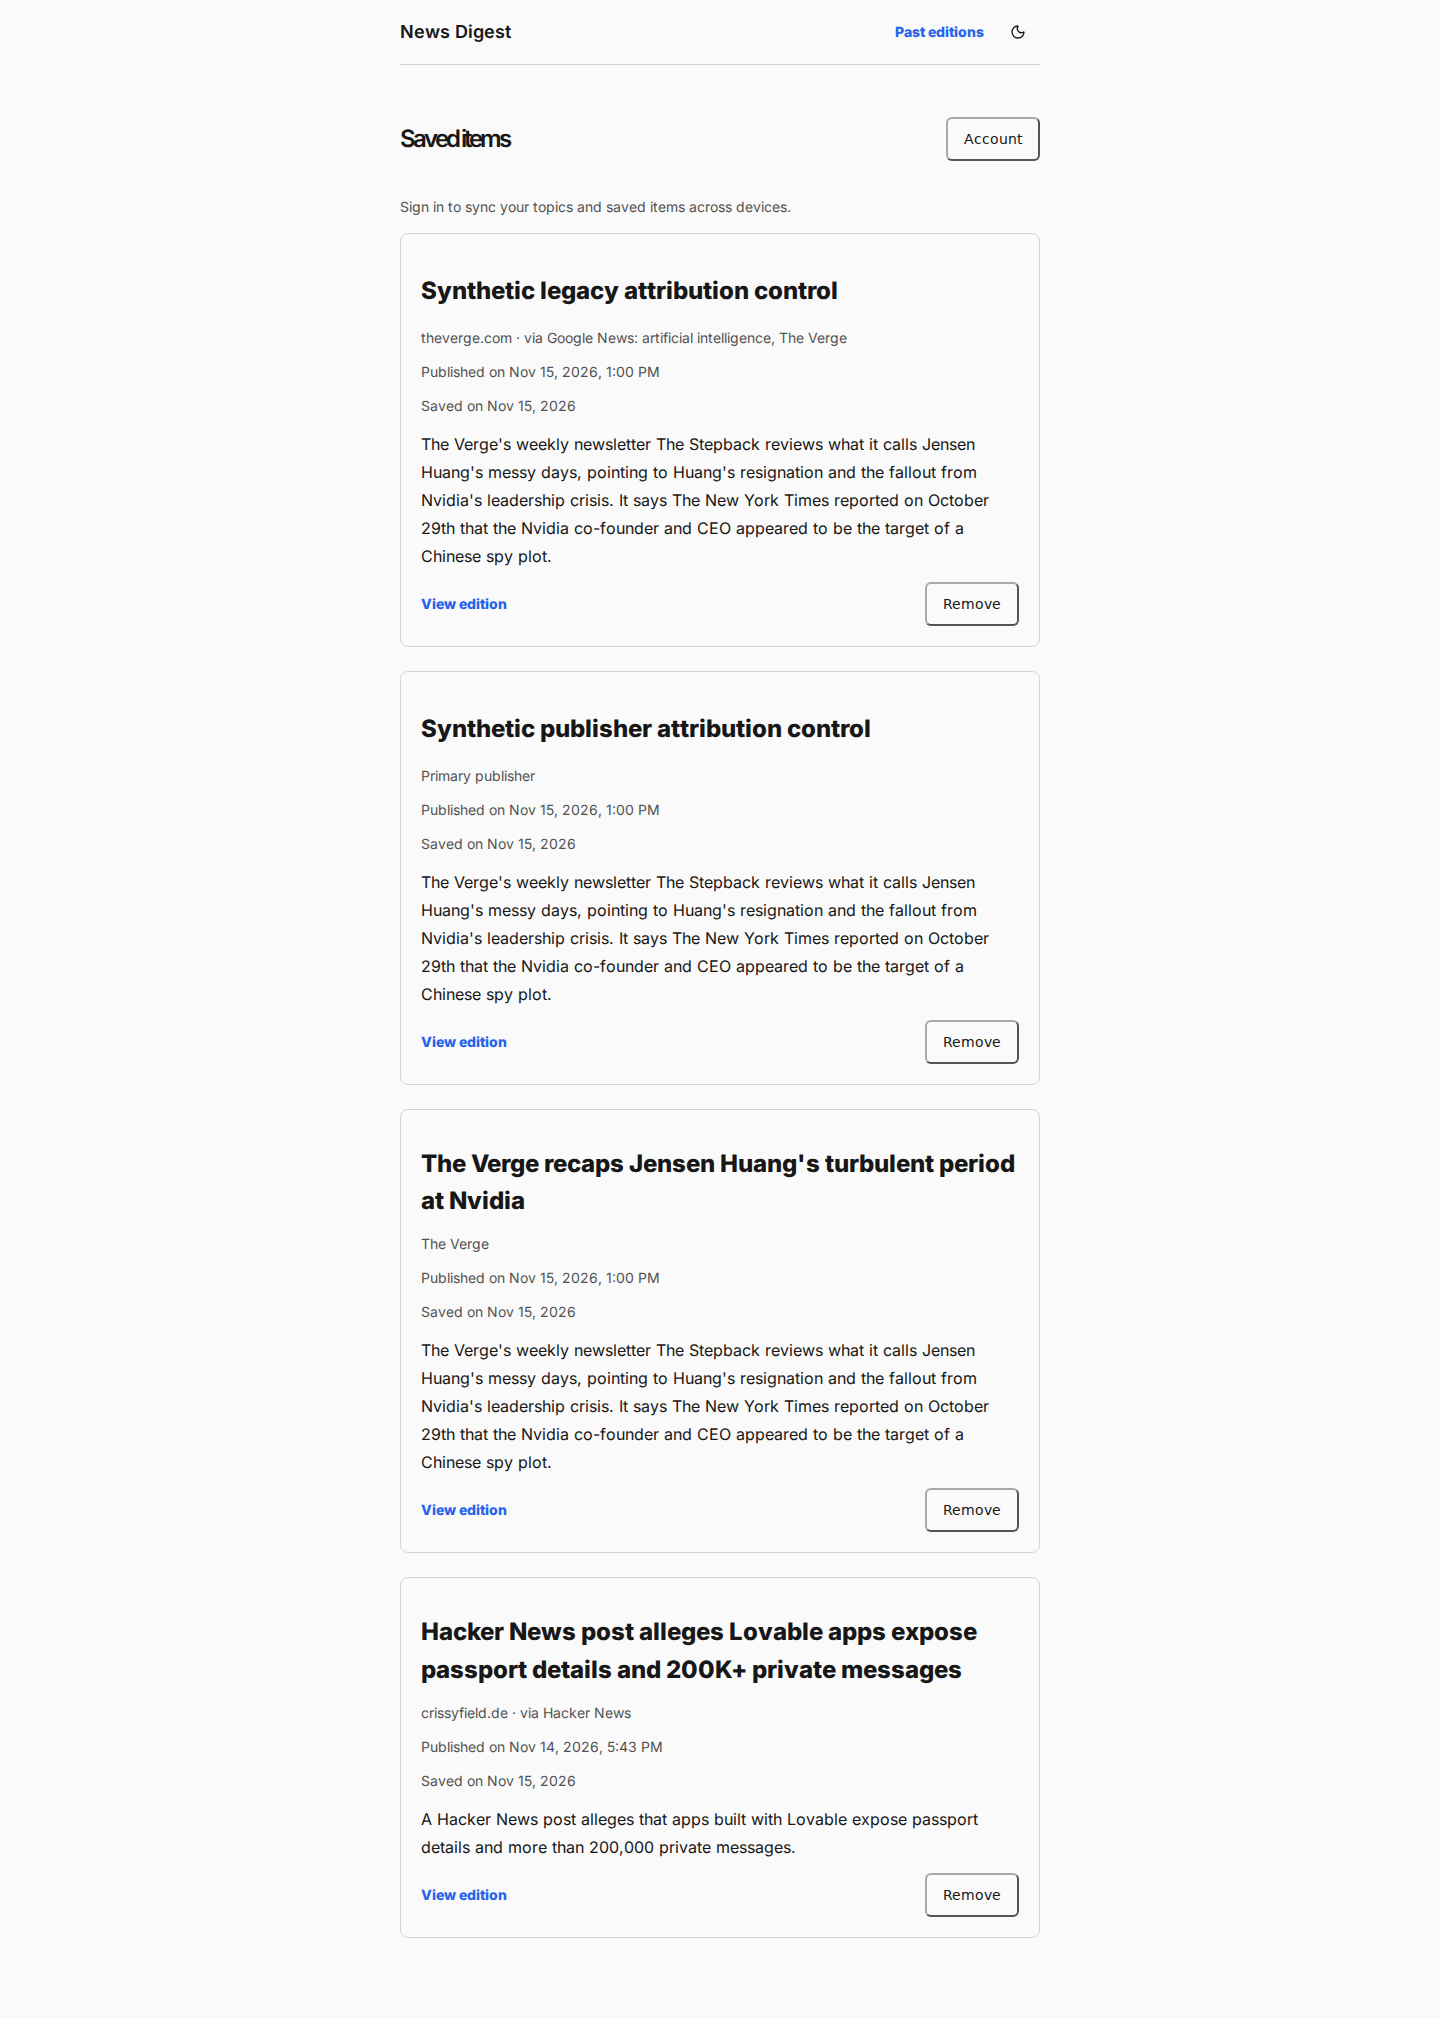 News Digest
Past editions
Saved items
Account
Sign in to sync your topics and saved items across devices.
Synthetic legacy attribution control
theverge.com · via Google News: artificial intelligence, The Verge
Published on Nov 15, 2026, 1:00 PM
Saved on Nov 15, 2026
The Verge's weekly newsletter The Stepback reviews what it calls Jensen
Huang's messy days, pointing to Huang's resignation and the fallout from
Nvidia's leadership crisis. It says The New York Times reported on October
29th that the Nvidia co-founder and CEO appeared to be the target of a
Chinese spy plot.
View edition
Remove
Synthetic publisher attribution control
Primary publisher
Published on Nov 15, 2026, 1:00 PM
Saved on Nov 15, 2026
The Verge's weekly newsletter The Stepback reviews what it calls Jensen
Huang's messy days, pointing to Huang's resignation and the fallout from
Nvidia's leadership crisis. It says The New York Times reported on October
29th that the Nvidia co-founder and CEO appeared to be the target of a
Chinese spy plot.
View edition
Remove
The Verge recaps Jensen Huang's turbulent period
at Nvidia
The Verge
Published on Nov 15, 2026, 1:00 PM
Saved on Nov 15, 2026
The Verge's weekly newsletter The Stepback reviews what it calls Jensen
Huang's messy days, pointing to Huang's resignation and the fallout from
Nvidia's leadership crisis. It says The New York Times reported on October
29th that the Nvidia co-founder and CEO appeared to be the target of a
Chinese spy plot.
View edition
Remove
Hacker News post alleges Lovable apps expose
passport details and 200K+ private messages
crissyfield.de · via Hacker News
Published on Nov 14, 2026, 5:43 PM
Saved on Nov 15, 2026
A Hacker News post alleges that apps built with Lovable expose passport
details and more than 200,000 private messages.
View edition
Remove